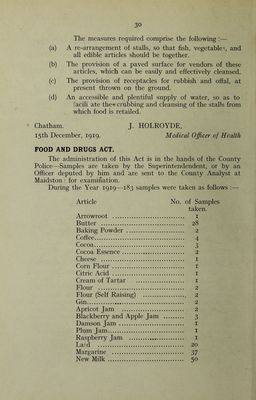 30
The measures required comprise the following :—
(a) A re-arrangement of stalls, so that fish, vegetables, and
all edible articles should be together.
(b) The provision of a paved surface for vendors of these
articles, which can be easily and effectively cleansed.
(c) The provision of receptacles for rubbish and offal, at
present thrown on the ground.
(d) An accessible and plentiful supply of water, so as to
facilitate the scrubbing and cleansing of the stalls from
which food is retailed.
Chatham. J. HOLROYDE,
15th December, 1919. Medical Officer of Health
FOOD AND DRUGS ACT.
The administration of this Act is in the hands of the County
Police—Samples are taken by the Superintendendent, or by an
Officer deputed by him and are sent to the County Analyst at
Maidstone for examination.
During the Year 1919—183 samples were taken as follows :—
Article No. of Samples
taken.
Arrowroot 1
Butter 28
Baking Powder 2
Coffee 4
Cocoa 3
Cocoa Essence 2
Cheese 1
Corn Flour 1
Citric Acid 1
Cream of Tartar 1
Flour 2
Flour (Self Raising) 2
Gin 2
Apricot Jam 2
Blackberry and Apple Jam 3
Damson Jam 1
Plum Jam 1
Raspberry Jam 1
Lard 20
Margarine 37
New Milk 50